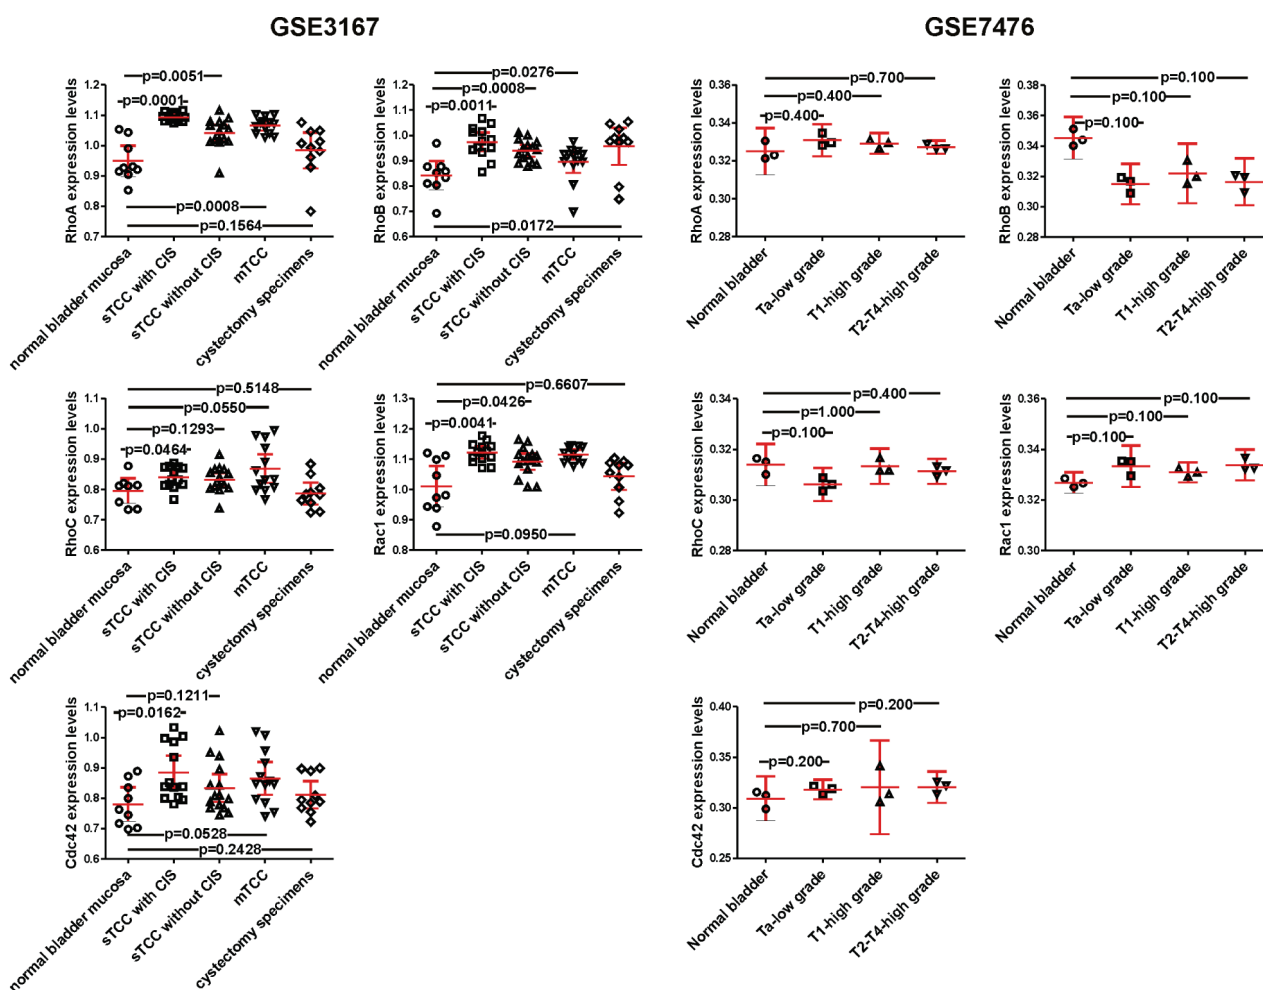 GSE3167
GSE7476
RhoA expression levels
1.2
1.1
1.0
0.9
0.8
0.7
p=0.0051
p=0.0001
p=0.0008
p=0.1564
normal bladder mucosa
sTCC with CIS
sTCC without CIS
mTCC
cystectomy specimens
RhoB expression levels
1.2
1.1
1.0
0.9
0.8
0.7
0.6
p=0.0276
p=0.0008
p=0.0011
p=0.0172
normal bladder mucosa
sTCC with CIS
sTCC without CIS
mTCC
cystectomy specimens
RhoA expression levels
0.36
0.34
0.32
0.30
0.28
p=0.700
p=0.400
p=0.400
Normal bladder
Ta-low grade
T1-high grade
T2-T4-high grade
RhoB expression levels
0.38
0.36
0.34
0.32
0.30
0.28
p=0.100
p=0.100
p=0.100
Normal bladder
Ta-low grade
T1-high grade
T2-T4-high grade
RhoC expression levels
1.1
1.0
0.9
0.8
0.7
0.6
p=0.5148
p=0.0550
p=0.1293
p=0.0464
normal bladder mucosa
sTCC with CIS
sTCC without CIS
mTCC
cystectomy specimens
Rac1 expression levels
1.3
1.2
1.1
1.0
0.9
0.8
p=0.6607
p=0.0426
p=0.0041
p=0.0950
normal bladder mucosa
sTCC with CIS
sTCC without CIS
mTCC
cystectomy specimens
RhoC expression levels
0.34
0.32
0.30
0.28
p=0.400
p=1.000
p=0.100
Normal bladder
Ta-low grade
T1-high grade
T2-T4-high grade
Rac1 expression levels
0.36
0.34
0.32
0.30
p=0.100
p=0.100
p=0.100
Normal bladder
Ta-low grade
T1-high grade
T2-T4-high grade
Cdc42 expression levels
1.1
1.0
0.9
0.8
0.7
0.6
p=0.1211
p=0.0162
p=0.0528
p=0.2428
normal bladder mucosa
sTCC with CIS
sTCC without CIS
mTCC
cystectomy specimens
Cdc42 expression levels
0.40
0.35
0.30
0.25
p=0.200
p=0.700
p=0.200
Normal bladder
Ta-low grade
T1-high grade
T2-T4-high grade